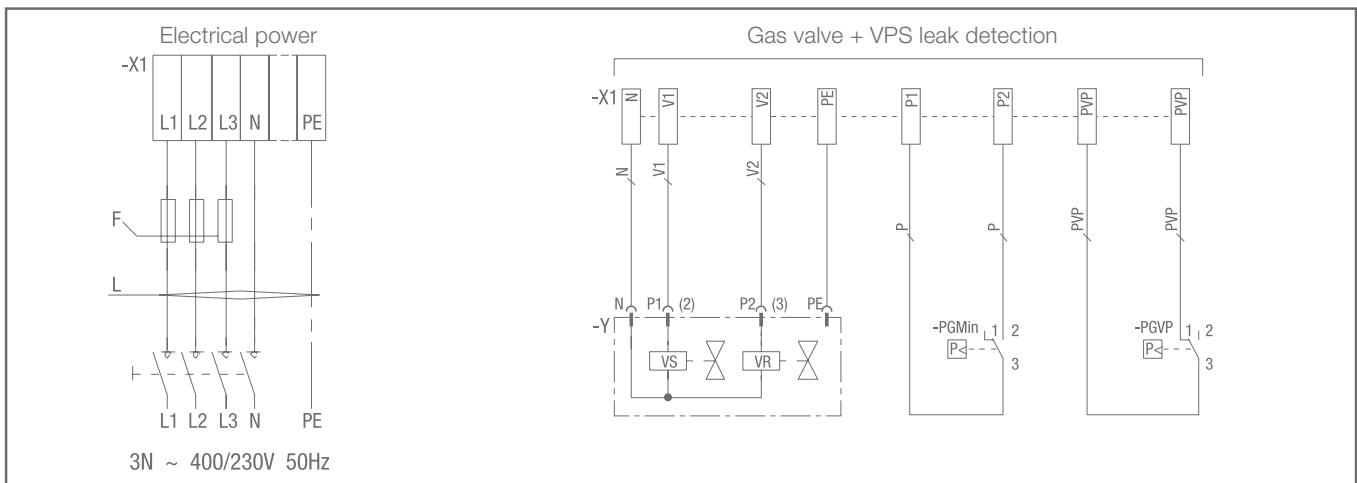 Electrical power
-X1
L1 L2 L3 N PE
F
L
L1 L2 L3 N PE
3N ~ 400/230V 50Hz
Gas valve + VPS leak detection
-X1 N V1 V2 PE P1 P2 PVP PVP
N V1 V2 P P PVP PVP
N P1 (2) P2 (3) PE
-Y
VS VR
-PGMin 1 2
P<
3
-PGVP 1 2
P<
3